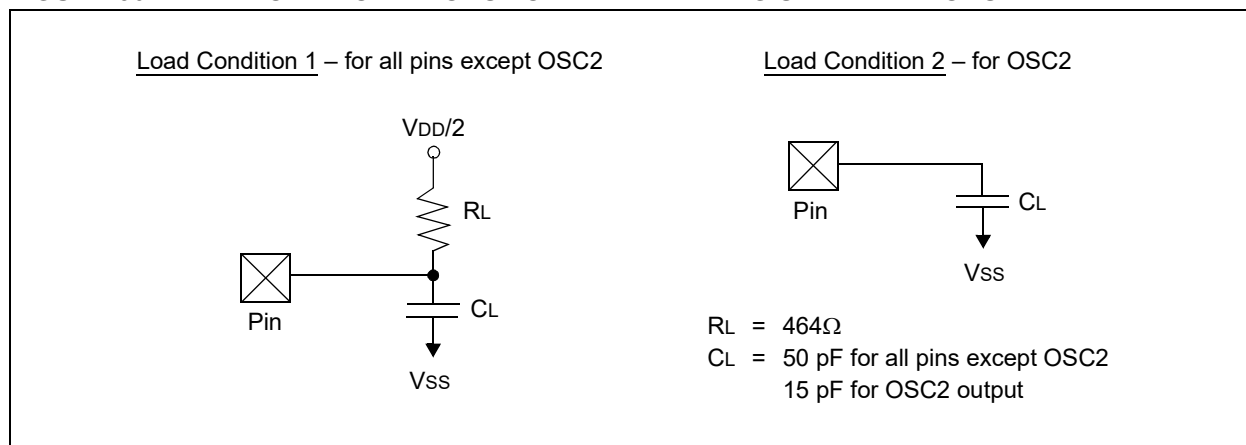 Load Condition 1 – for all pins except OSC2
VDD/2
RL
Pin
CL
VSS
Load Condition 2 – for OSC2
Pin
CL
VSS
RL = 464Ω
CL = 50 pF for all pins except OSC2
15 pF for OSC2 output